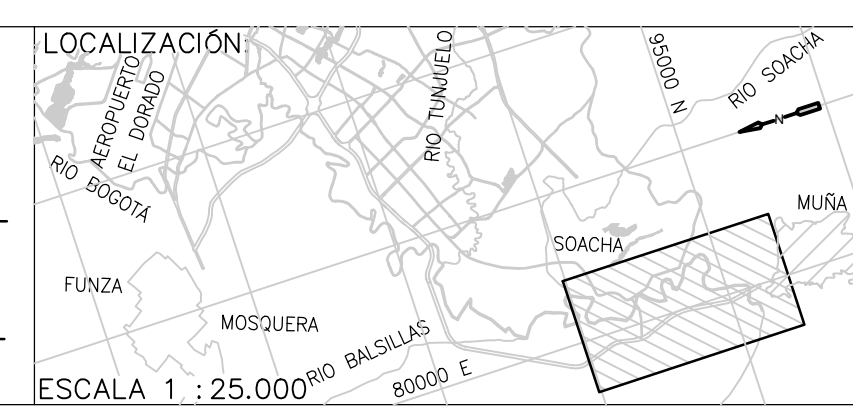 LOCALIZACIÓN:
AEROPUERTO
EL DORADO
RIO BOGOTÁ
RIO TUNJUELO
95000 N
RIO SOACHA
N
MUÑA
SOACHA
FUNZA
MOSQUERA
RIO BALSILLAS
80000 E
ESCALA 1 : 25.000